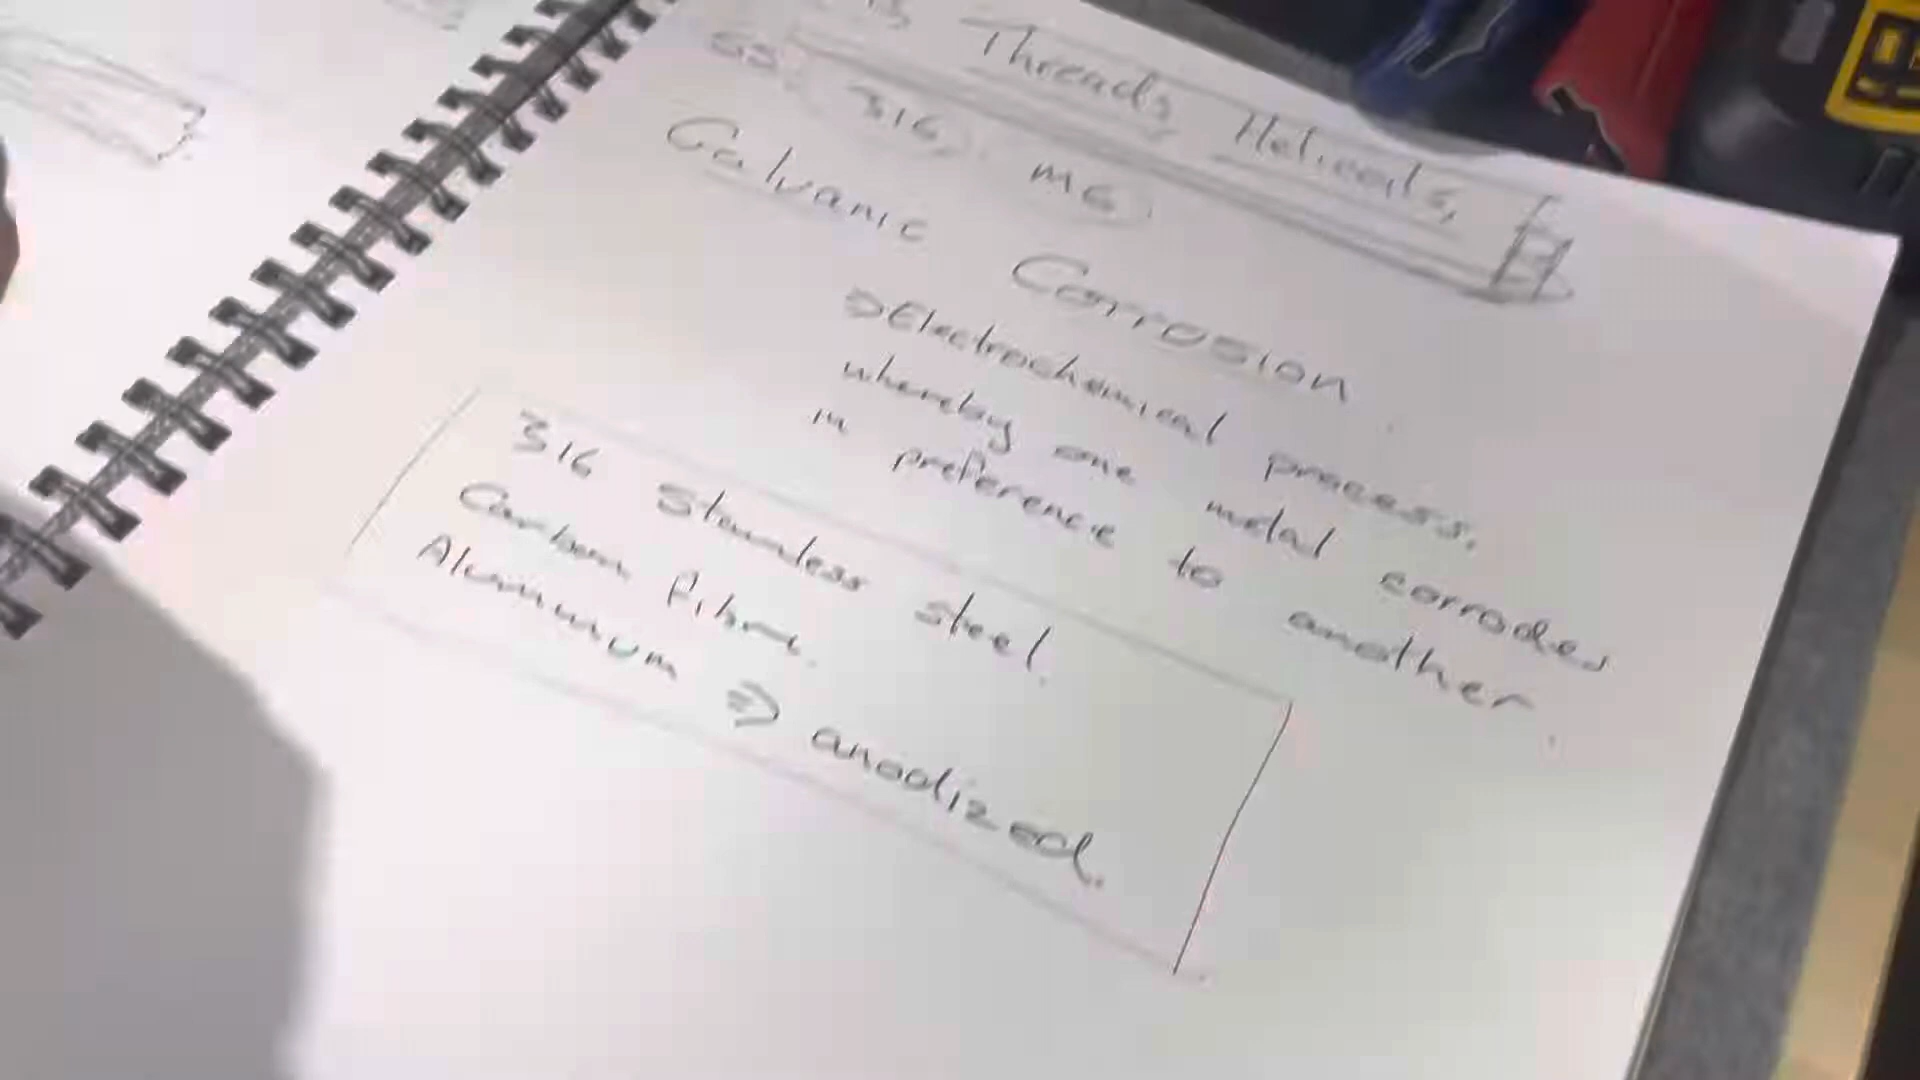 Threads, Helicoils,
316, M6
Galvanic Corrosion
⇒ Electrochemical process,
whereby one metal corrodes
in preference to another.
316 Stainless steel.
Carbon Fibre.
Aluminium ⇒ anodized.